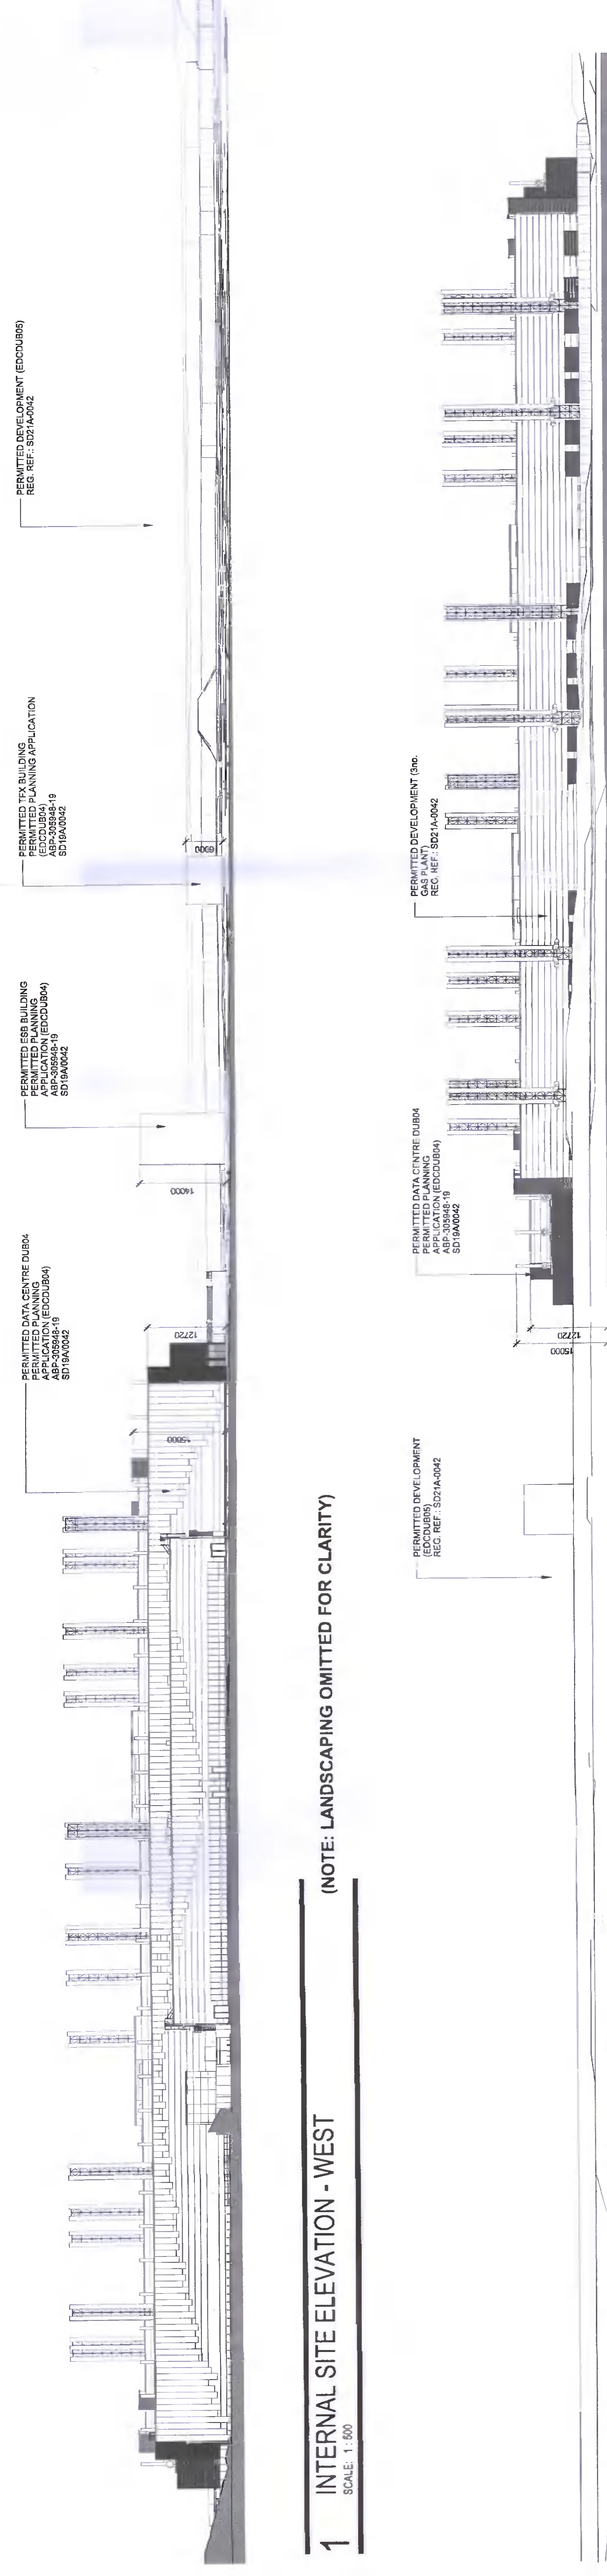 PERMITTED DATA CENTRE DUB04
PERMITTED PLANNING
APPLICATION (EDCDUB04)
ABP-305948-19
SD19A/0042
PERMITTED ESB BUILDING
PERMITTED PLANNING
APPLICATION (EDCDUB04)
ABP-305948-19
SD19A/0042
PERMITTED TFX BUILDING
PERMITTED PLANNING APPLICATION
(EDCDUB04)
ABP-305948-19
SD19A/0042
PERMITTED DEVELOPMENT (EDCDUB05)
REG. REF.: SD21A-0042
15000
12720
14000
6000
1
INTERNAL SITE ELEVATION - WEST
SCALE: 1 : 500
(NOTE: LANDSCAPING OMITTED FOR CLARITY)
PERMITTED DEVELOPMENT
(EDCDUB05)
REG. REF.: SD21A-0042
PERMITTED DATA CENTRE DUB04
PERMITTED PLANNING
APPLICATION (EDCDUB04)
ABP-305948-19
SD19A/0042
PERMITTED DEVELOPMENT (3no.
GAS PLANT)
REG. REF.: SD21A-0042
15000
12720